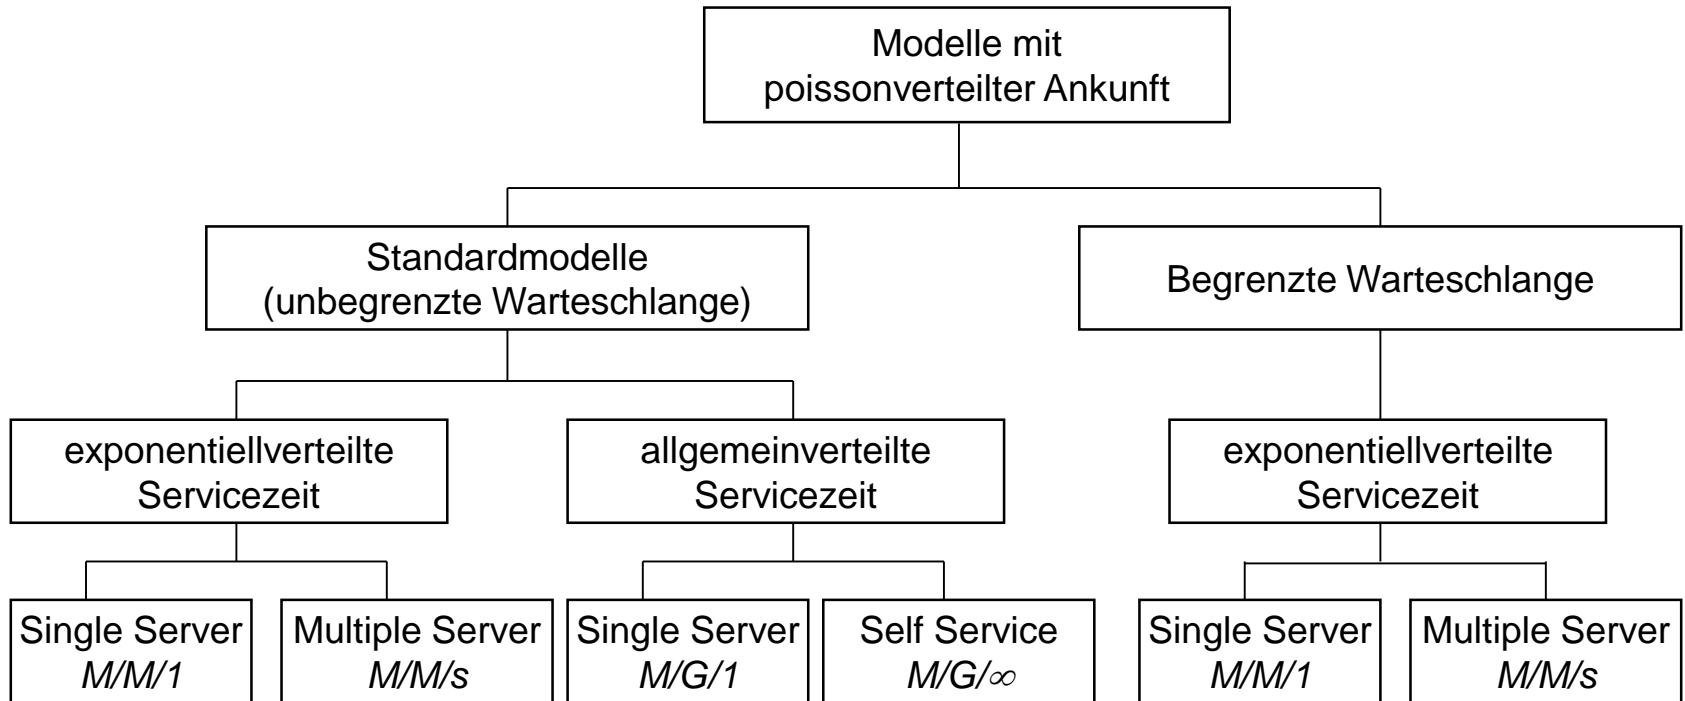 Modelle mit
poissonverteilter Ankunft
Standardmodelle
(unbegrenzte Warteschlange)
Begrenzte Warteschlange
exponentiellverteilte
Servicezeit
allgemeinverteilte
Servicezeit
exponentiellverteilte
Servicezeit
Single Server
M/M/1
Multiple Server
M/M/s
Single Server
M/G/1
Self Service
M/G/∞
Single Server
M/M/1
Multiple Server
M/M/s